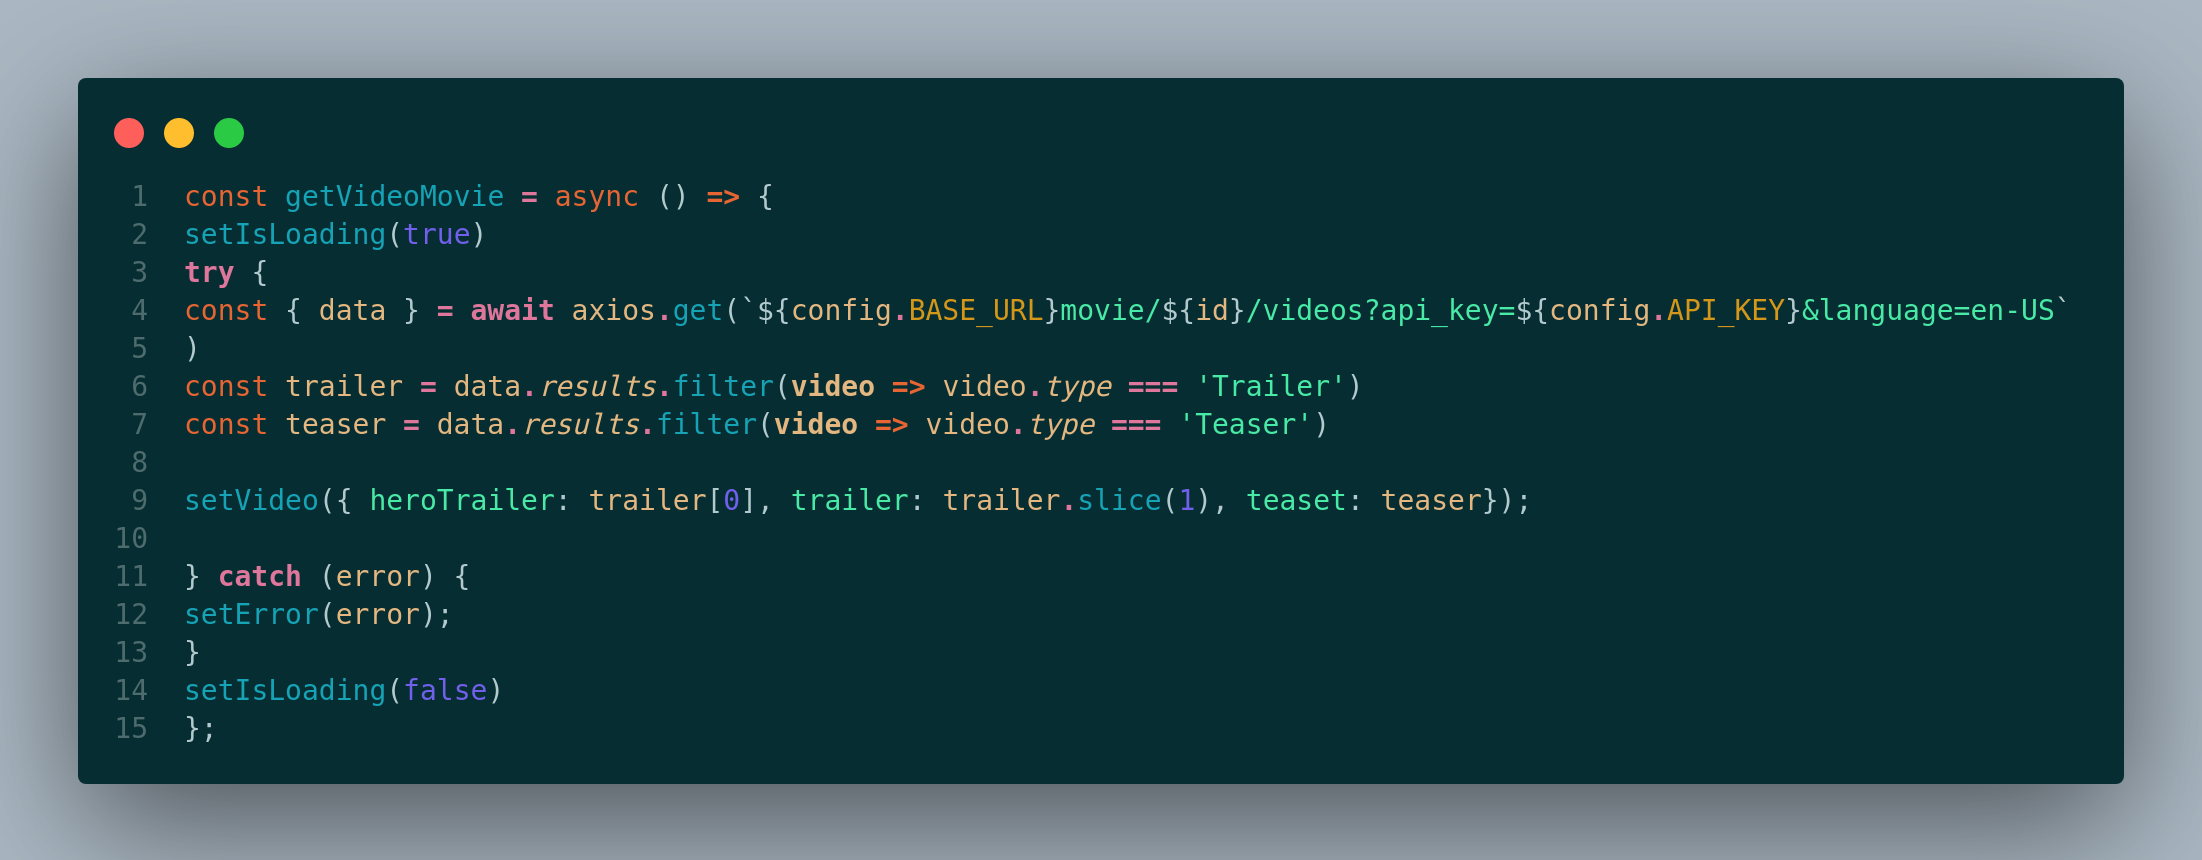 1 const getVideoMovie = async () => {
2 setIsLoading(true)
3 try {
4 const { data } = await axios.get(`${config.BASE_URL}movie/${id}/videos?api_key=${config.API_KEY}&language=en-US`
5 )
6 const trailer = data.results.filter(video => video.type === 'Trailer')
7 const teaser = data.results.filter(video => video.type === 'Teaser')
8
9 setVideo({ heroTrailer: trailer[0], trailer: trailer.slice(1), teaset: teaser});
10
11 } catch (error) {
12 setError(error);
13 }
14 setIsLoading(false)
15 };